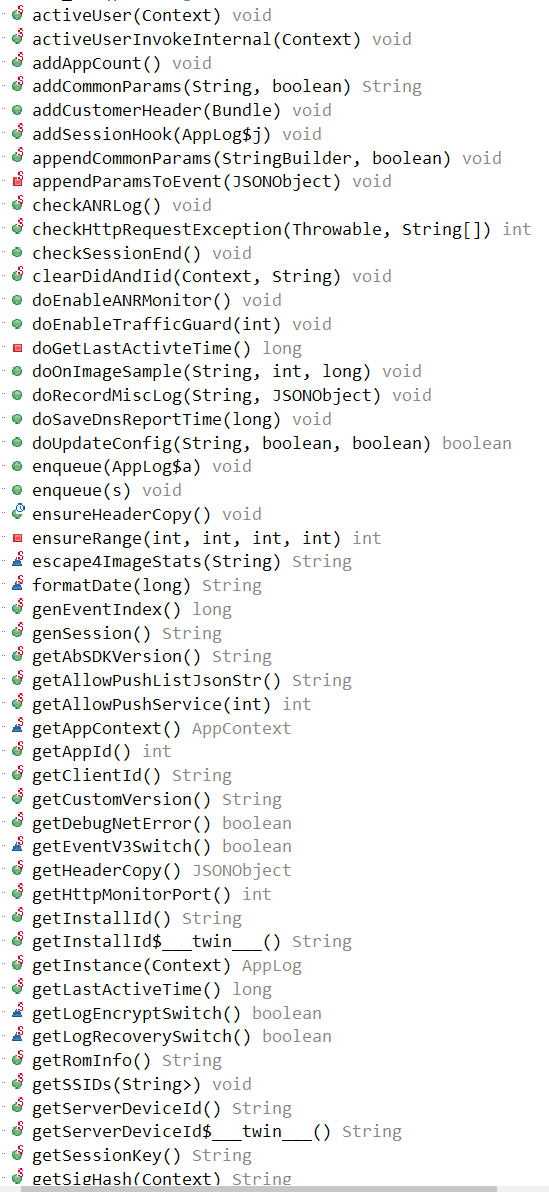 activeUser(Context) void
activeUserInvokeInternal(Context) void
addAppCount() void
addCommonParams(String, boolean) String
addCustomerHeader(Bundle) void
addSessionHook(AppLog$j) void
appendCommonParams(StringBuilder, boolean) void
appendParamsToEvent(JSONObject) void
checkANRLog() void
checkHttpRequestException(Throwable, String[]) int
checkSessionEnd() void
clearDidAndIid(Context, String) void
doEnableANRMonitor() void
doEnableTrafficGuard(int) void
doGetLastActivteTime() long
doOnImageSample(String, int, long) void
doRecordMiscLog(String, JSONObject) void
doSaveDnsReportTime(long) void
doUpdateConfig(String, boolean, boolean) boolean
enqueue(AppLog$a) void
enqueue(s) void
ensureHeaderCopy() void
ensureRange(int, int, int, int) int
escape4ImageStats(String) String
formatDate(long) String
genEventIndex() long
genSession() String
getAbSDKVersion() String
getAllowPushListJsonStr() String
getAllowPushService(int) int
getAppContext() AppContext
getAppId() int
getClientId() String
getCustomVersion() String
getDebugNetError() boolean
getEventV3Switch() boolean
getHeaderCopy() JSONObject
getHttpMonitorPort() int
getInstallId() String
getInstallId$___twin___() String
getInstance(Context) AppLog
getLastActiveTime() long
getLogEncryptSwitch() boolean
getLogRecoverySwitch() boolean
getRomInfo() String
getSSIDs(String>) void
getServerDeviceId() String
getServerDeviceId$___twin___() String
getSessionKey() String
getSigHash(Context) String